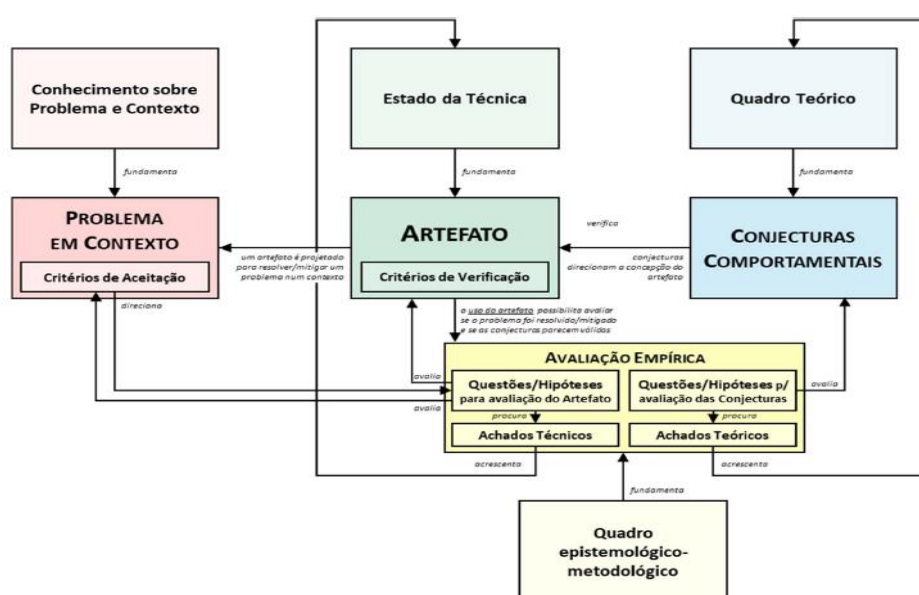 Conhecimento sobre
Problema e Contexto
Estado da Técnica
Quadro Teórico
fundamenta
fundamenta
fundamenta
PROBLEMA
EM CONTEXTO
Critérios de Aceitação
um artefato é projetado
para resolver/mitigar um
problema num contexto
ARTEFATO
Critérios de Verificação
verifica
conjecturas
direcionam a concepção do
artefato
CONJECTURAS
COMPORTAMENTAIS
direciona
o uso do artefato possibilita avaliar
se o problema foi resolvido/mitigado
e se as conjecturas parecem válidas
AVALIAÇÃO EMPÍRICA
avalia
Questões/Hipóteses
para avaliação do Artefato
Questões/Hipóteses p/
avaliação das Conjecturas
avalia
avalia
procura
procura
Achados Técnicos
Achados Teóricos
acrescenta
acrescenta
fundamenta
Quadro
epistemológico-
metodológico